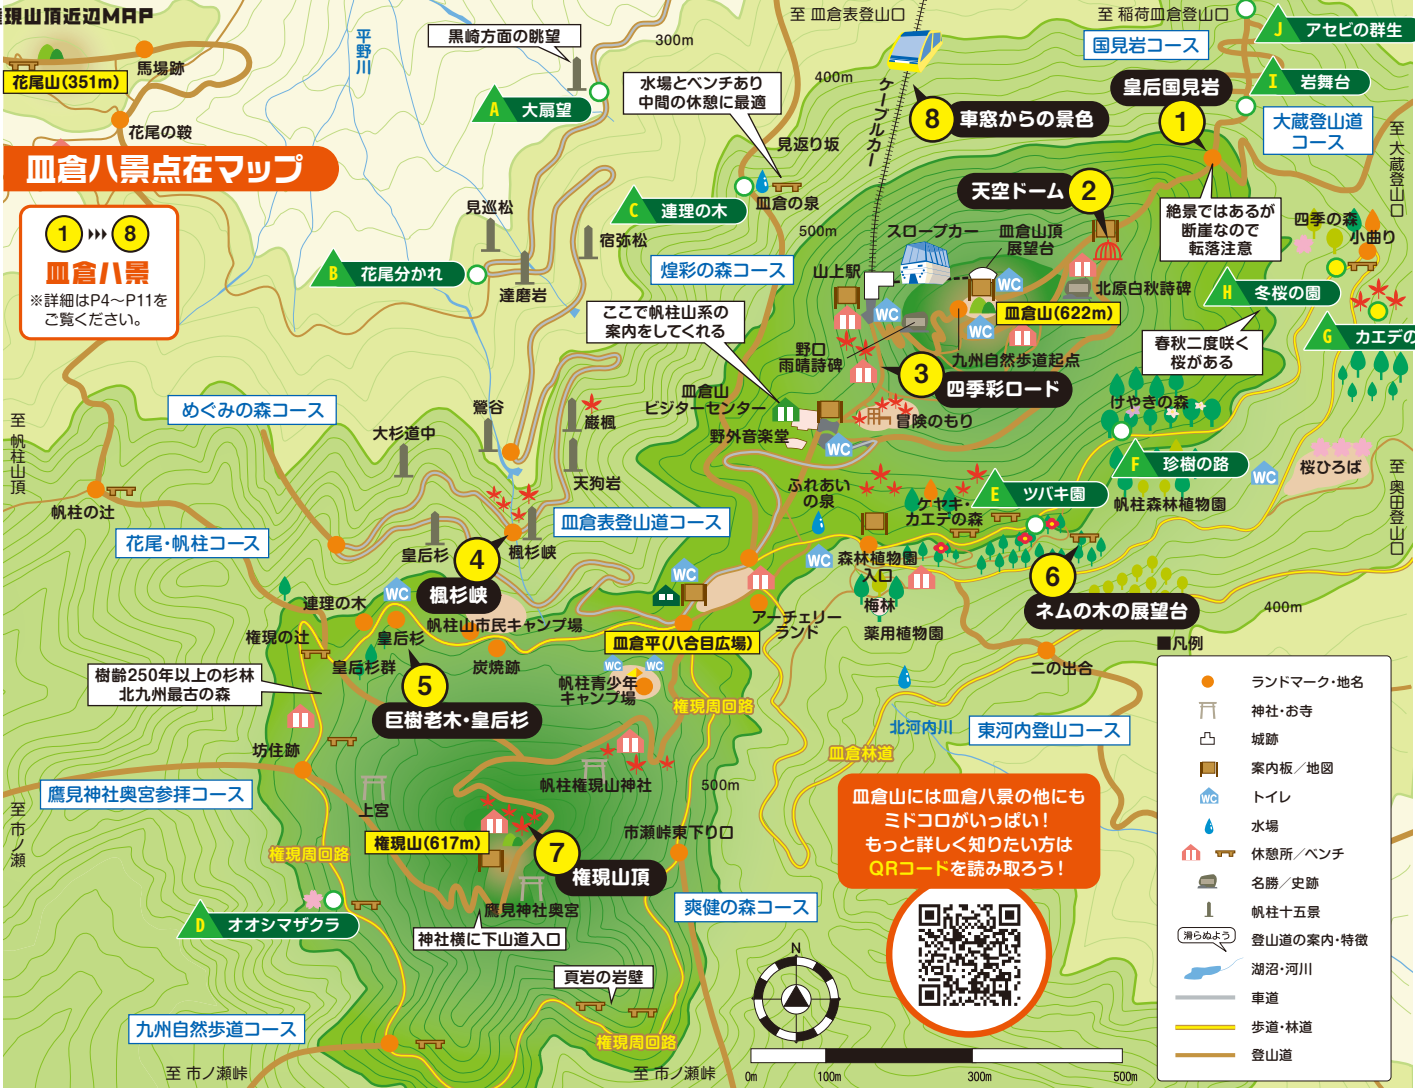 現山頂近辺MAP
馬場跡
花尾山(351m)
花尾の鞍
皿倉八景点在マップ
1 8
皿倉八景
※詳細はP4〜P11を
ご覧ください。
平野川
黒崎方面の眺望
A 大扇望
300m
至 皿倉表登山口
400m
水場とベンチあり
中間の休憩に最適
見返り坂
皿倉の泉
ケーブルカー
8 車窓からの景色
至 稲荷皿倉登山口
国見岩コース
J アセビの群生
I 岩舞台
皇后国見岩
1
大蔵登山道
コース
至 大蔵登山口
天空ドーム 2
絶景ではあるが
断崖なので
転落注意
四季の森
小曲り
見巡松
宿弥松
C 連理の木
B 花尾分かれ
達磨岩
煌彩の森コース
500m
スロープカー
皿倉山頂
展望台
山上駅
WC
WC
WC
北原白秋詩碑
皿倉山(622m)
H 冬桜の園
G カエデの
春秋二度咲く
桜がある
ここで帆柱山系の
案内をしてくれる
野口
雨晴詩碑
九州自然歩道起点
3 四季彩ロード
皿倉山
ビジターセンター
野外音楽堂
WC
冒険のもり
けやきの森
F 珍樹の路
WC
桜ひろば
帆柱森林植物園
至 奥田登山口
めぐみの森コース
至 帆柱山頂
大杉道中
鶯谷
巌楓
天狗岩
帆柱の辻
花尾・帆柱コース
皿倉表登山道コース
皇后杉
楓杉峡
4 楓杉峡
ふれあい
の泉
ケヤキ・
カエデの森
E ツバキ園
WC
森林植物園
入口
梅林
薬用植物園
6 ネムの木の展望台
400m
連理の木
WC
皇后杉
帆柱山市民キャンプ場
権現の辻
皇后杉群
炭焼跡
WC
皿倉平(八合目広場)
アーチェリー
ランド
二の出合
樹齢250年以上の杉林
北九州最古の森
5 巨樹老木・皇后杉
WC WC
帆柱青少年
キャンプ場
権現周回路
北河内川
東河内登山コース
皿倉林道
坊住跡
鷹見神社奥宮参拝コース
至 市ノ瀬
上宮
帆柱権現山神社
500m
権現山(617m)
7 権現山頂
市瀬峠東下り口
権現周回路
鷹見神社奥宮
神社横に下山道入口
爽健の森コース
D オオシマザクラ
頁岩の岩壁
九州自然歩道コース
権現周回路
至 市ノ瀬峠
至 市ノ瀬峠
皿倉山には皿倉八景の他にも
ミドコロがいっぱい！
もっと詳しく知りたい方は
QRコードを読み取ろう！
N
0m 100m 300m 500m
■凡例
ランドマーク・地名
神社・お寺
城跡
案内板／地図
WC トイレ
水場
休憩所／ベンチ
名勝／史跡
帆柱十五景
滑らぬよう 登山道の案内・特徴
湖沼・河川
車道
歩道・林道
登山道